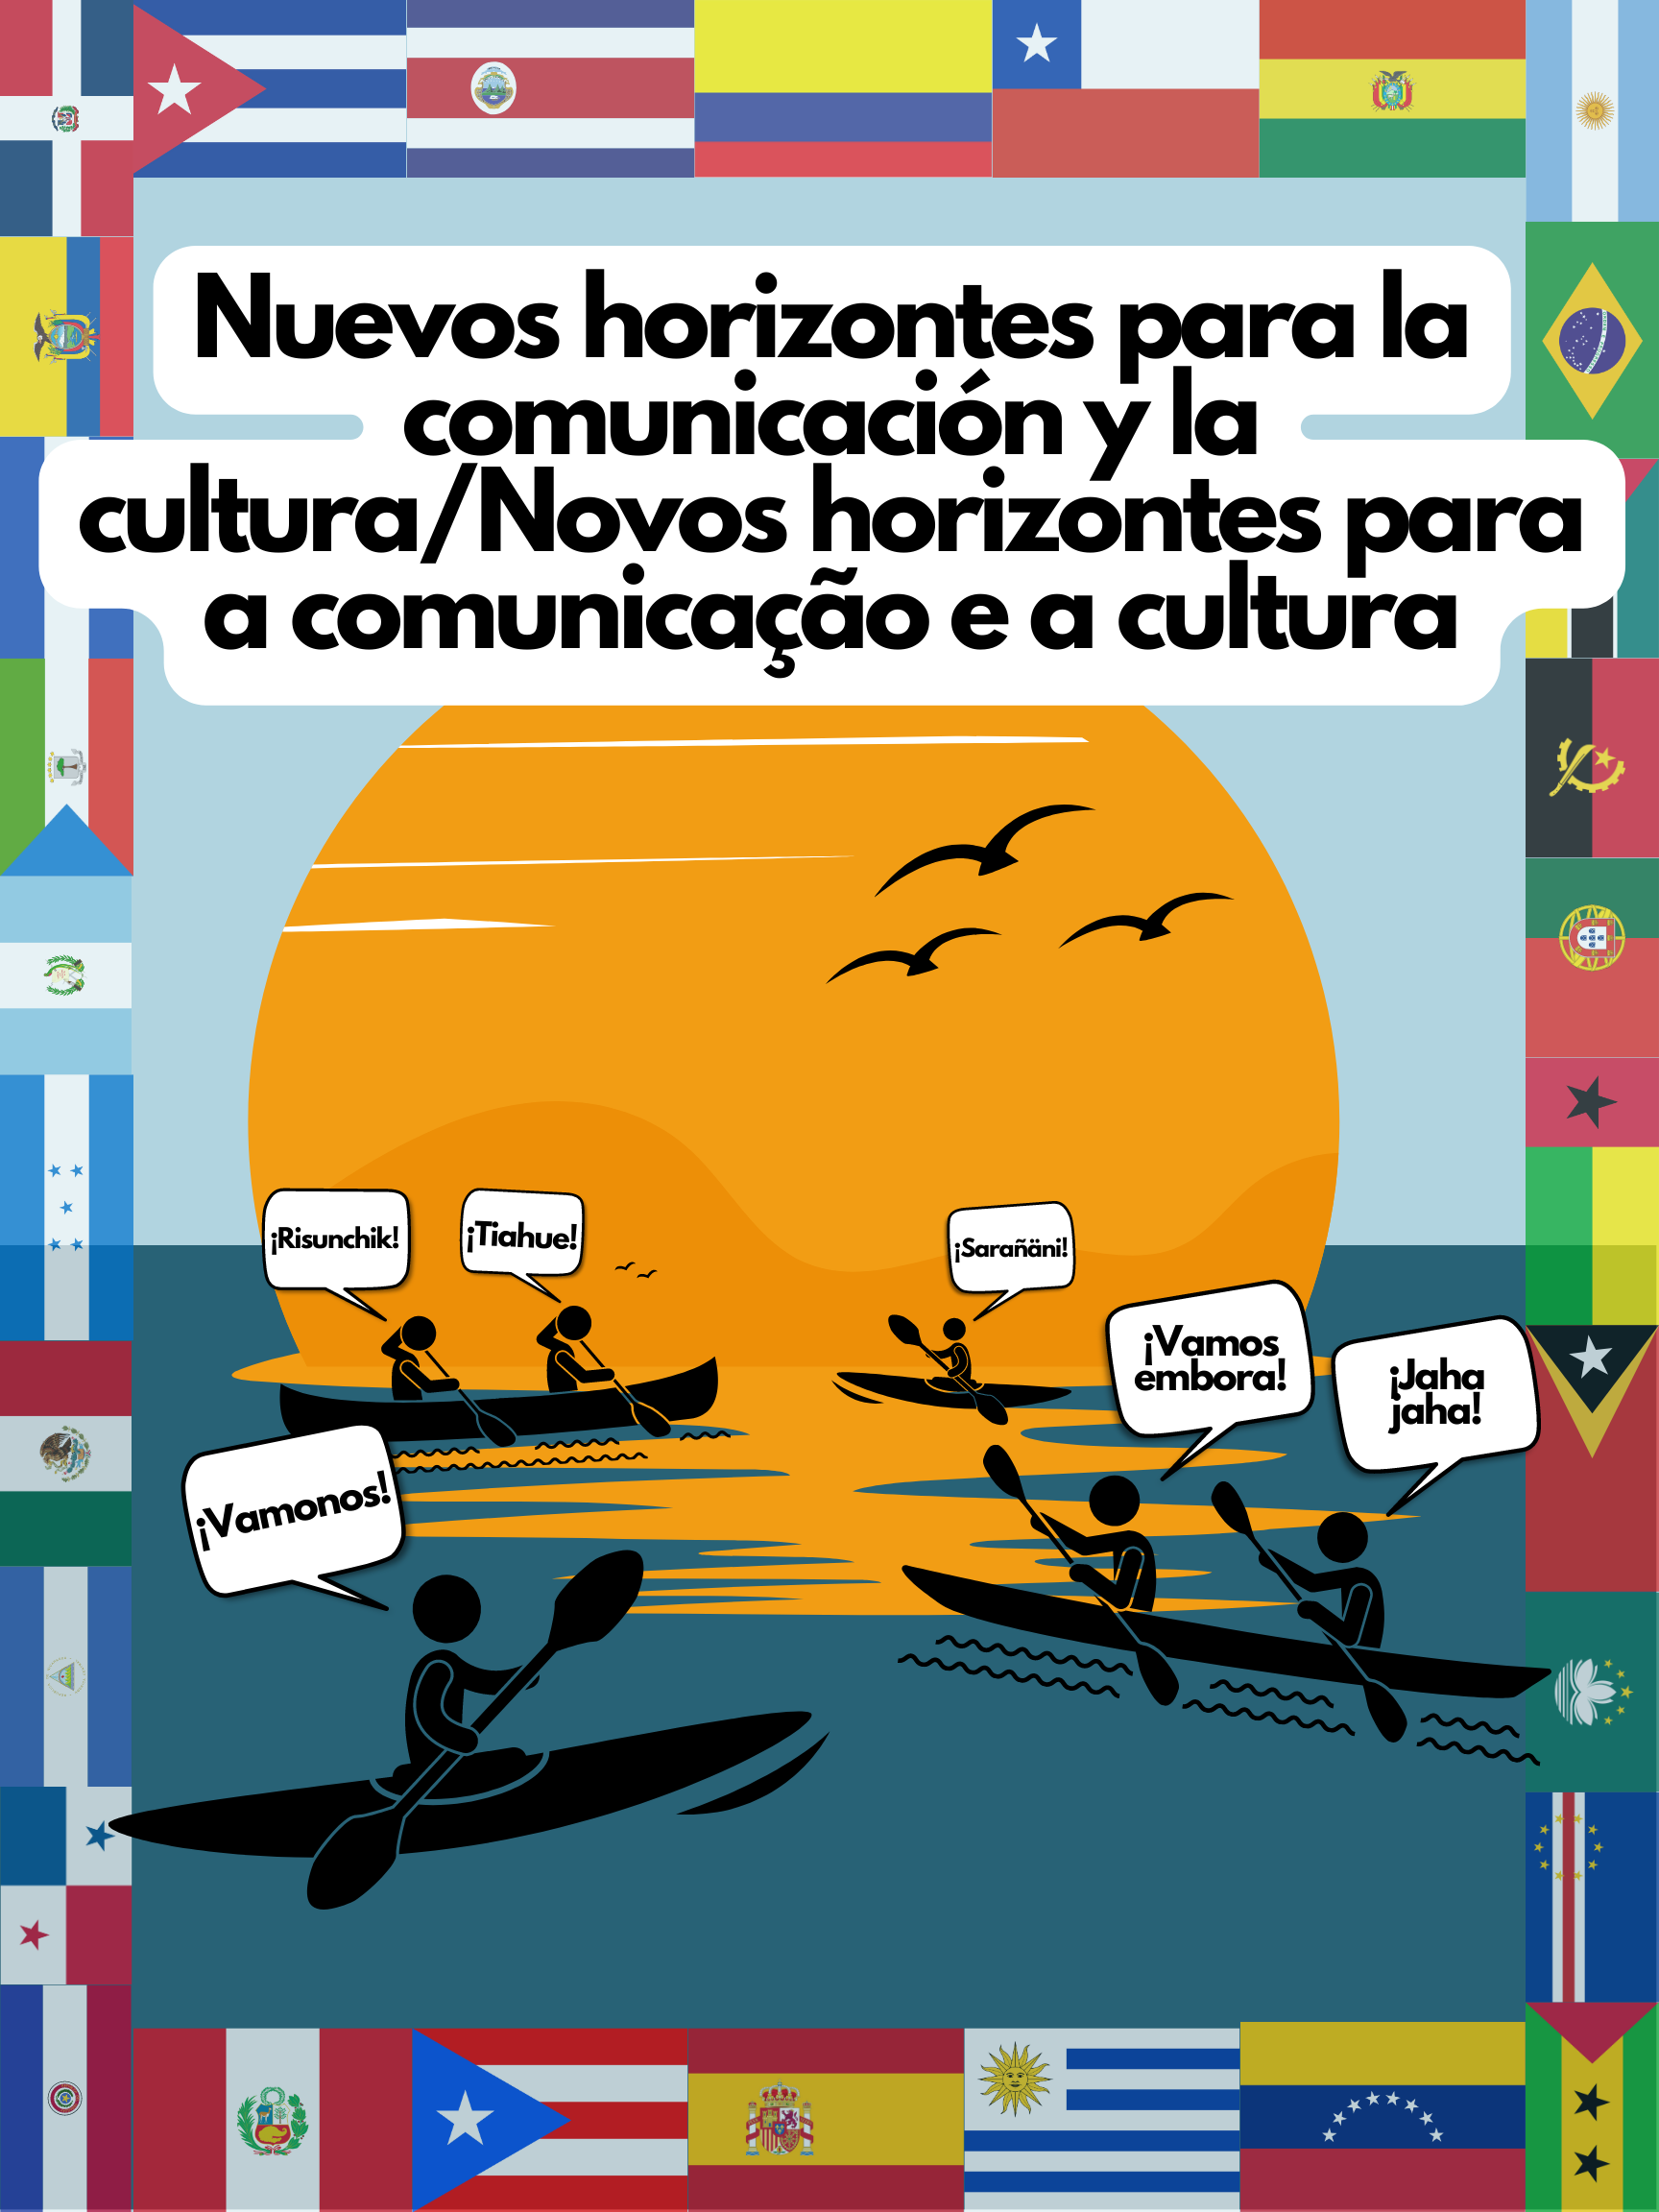 Nuevos horizontes para la
comunicación y la
cultura/Novos horizontes para
a comunicação e a cultura
¡Risunchik!
¡Tiahue!
¡Sarañäni!
¡Vamos
embora!
¡Jaha
jaha!
¡Vamonos!